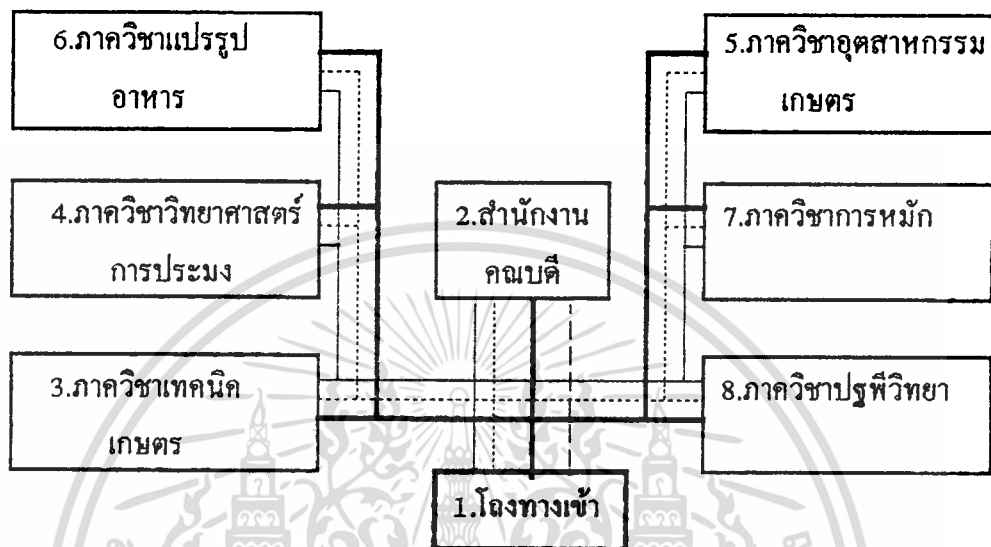 6.ภาควิชาแปรรูป
อาหาร
5.ภาควิชาอุตสาหกรรม
เกษตร
4.ภาควิชาวิทยาศาสตร์
การประมง
2.สำนักงาน
คณบดี
7.ภาควิชาการหมัก
3.ภาควิชาเทคนิค
เกษตร
8.ภาควิชาปฐพีวิทยา
1.โถงทางเข้า